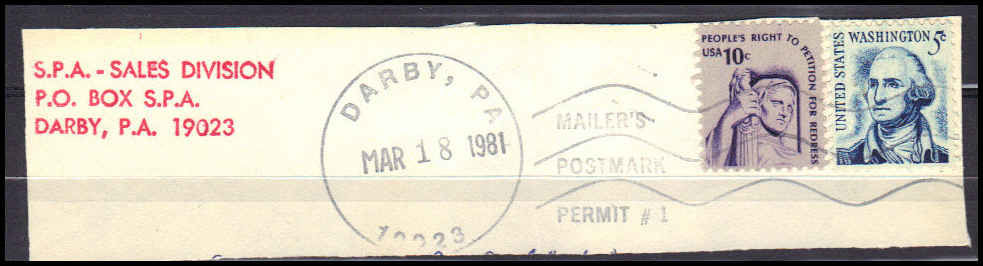 S.P.A. - SALES DIVISION
P.O. BOX S.P.A.
DARBY, P.A. 19023
DARBY, PA
MAR 18 1981
19023
MAILER'S
POSTMARK
PERMIT # 1
PEOPLE'S RIGHT TO PETITION FOR REDRESS
USA 10c
UNITED STATES
WASHINGTON 5c